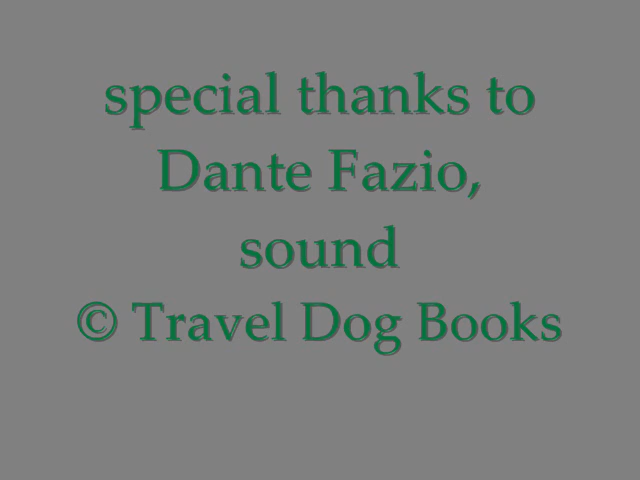 special thanks to
Dante Fazio,
sound
© Travel Dog Books